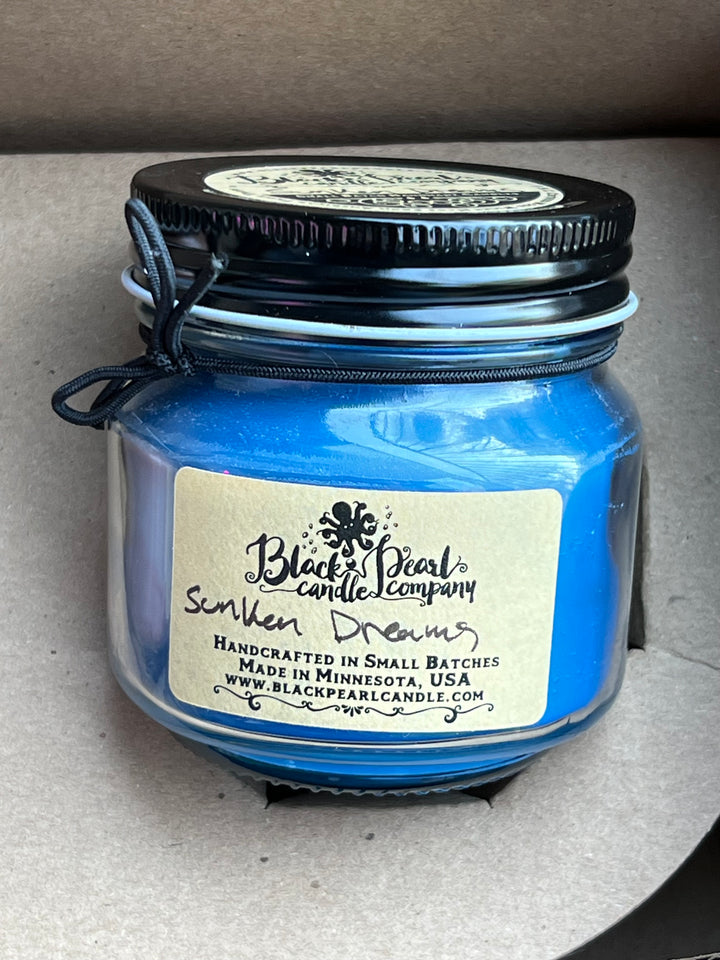 Black Pearl
candle company
Sunken Dreams
Handcrafted in Small Batches
Made in Minnesota, USA
www.blackpearlcandle.com